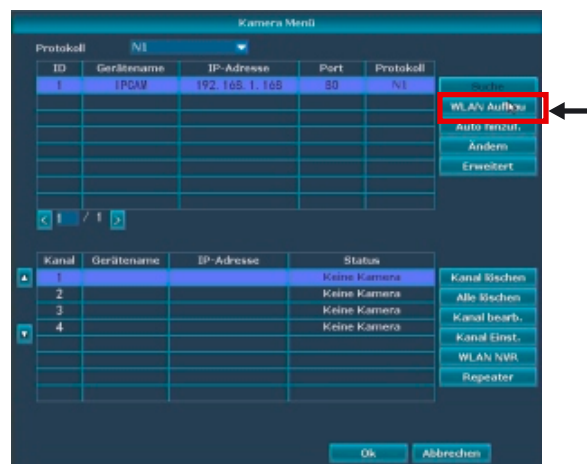 Kamera Menü
Protokoll N1
ID Gerätename IP-Adresse Port Protokoll
1 IPCAM 192.168.1.168 80 N1
Suche
WLAN Aufbau
Auto hinzuf.
Ändern
Erweitert
< 1 / 1 >
Kanal Gerätename IP-Adresse Status
1 Keine Kamera
2 Keine Kamera
3 Keine Kamera
4 Keine Kamera
Kanal löschen
Alle löschen
Kanal bearb.
Kanal Einst.
WLAN NVR
Repeater
Ok Abbrechen